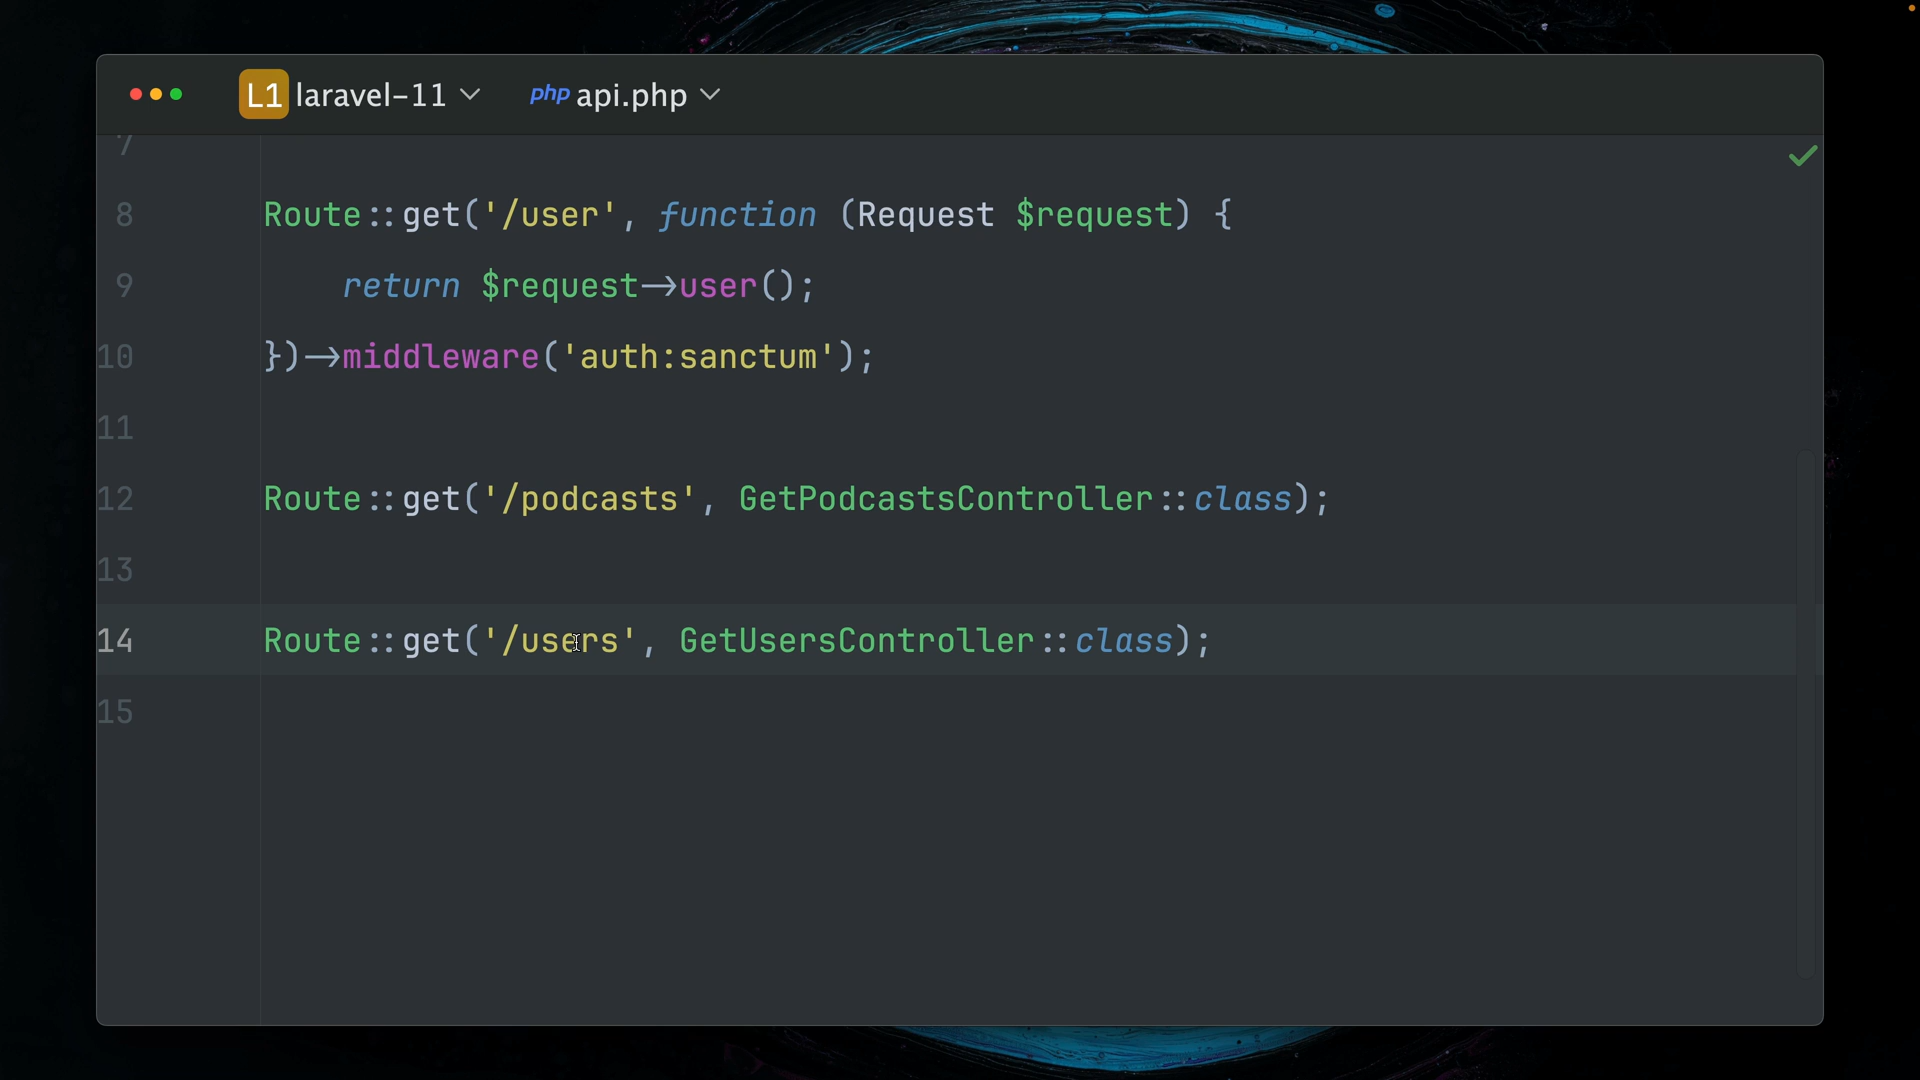 L1 laravel-11 php api.php
7
8 Route::get('/user', function (Request $request) {
9 return $request->user();
10 })->middleware('auth:sanctum');
11
12 Route::get('/podcasts', GetPodcastsController::class);
13
14 Route::get('/users', GetUsersController::class);
15